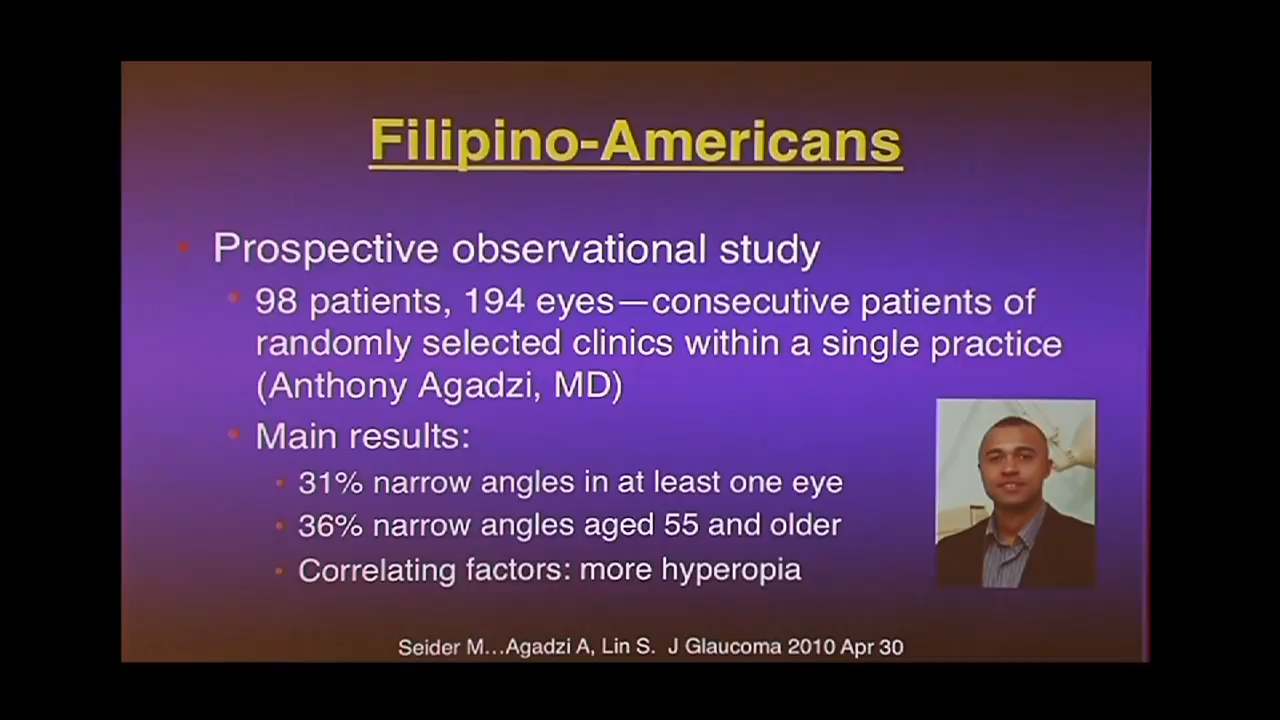 Filipino-Americans
Prospective observational study
98 patients, 194 eyes—consecutive patients of
randomly selected clinics within a single practice
(Anthony Agadzi, MD)
Main results:
31% narrow angles in at least one eye
36% narrow angles aged 55 and older
Correlating factors: more hyperopia
Seider M…Agadzi A, Lin S. J Glaucoma 2010 Apr 30